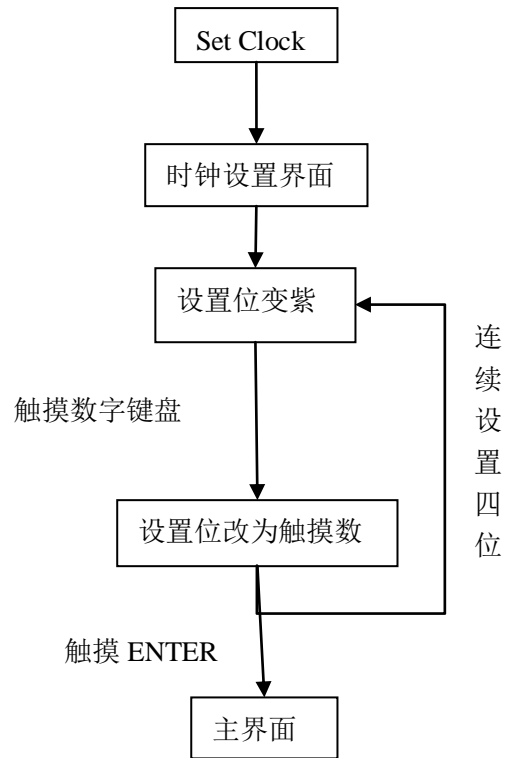 Set Clock
时钟设置界面
设置位变紫
连续设置四位
触摸数字键盘
设置位改为触摸数
触摸 ENTER
主界面